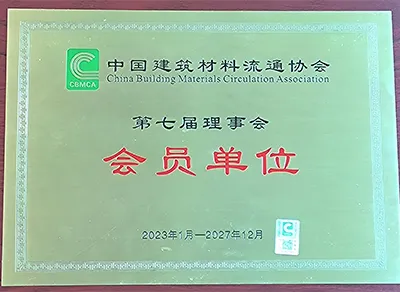 CBMCA
中国建筑材料流通协会
China Building Materials Circulation Association
第七届理事会
会员单位
2023年1月—2027年12月